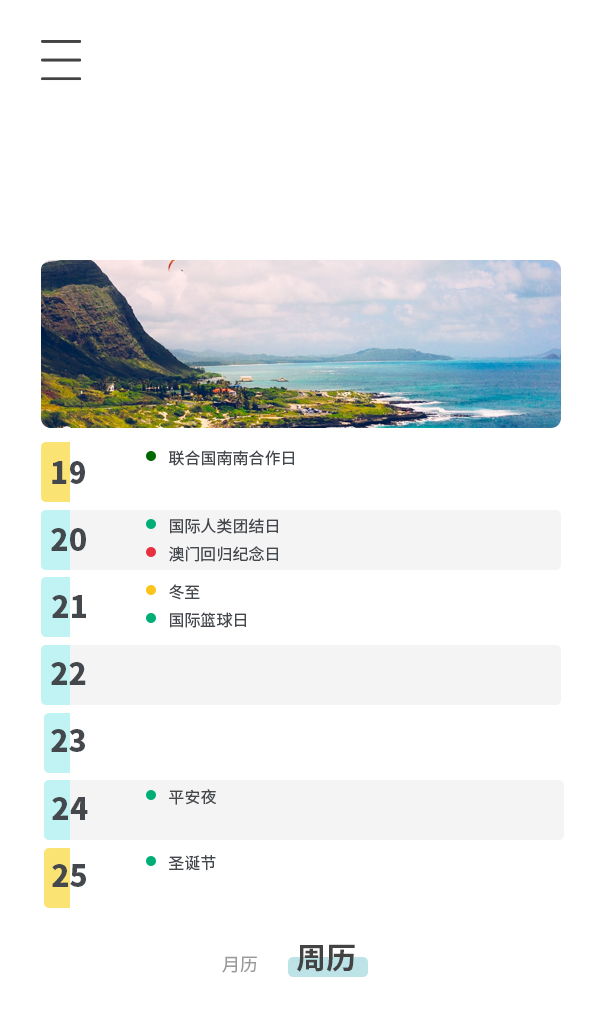 19
联合国南南合作日
20
国际人类团结日
澳门回归纪念日
21
冬至
国际篮球日
22
23
24
平安夜
25
圣诞节
月历 周历